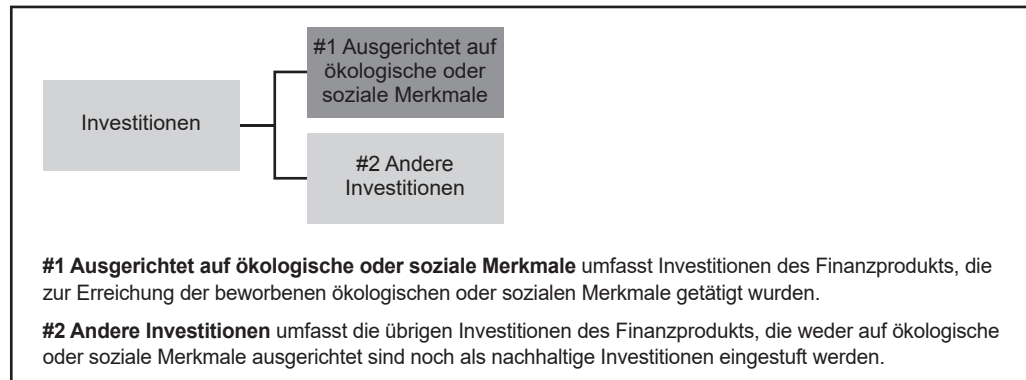 #1 Ausgerichtet auf
ökologische oder
soziale Merkmale
Investitionen
#2 Andere
Investitionen
#1 Ausgerichtet auf ökologische oder soziale Merkmale umfasst Investitionen des Finanzprodukts, die
zur Erreichung der beworbenen ökologischen oder sozialen Merkmale getätigt wurden.
#2 Andere Investitionen umfasst die übrigen Investitionen des Finanzprodukts, die weder auf ökologische
oder soziale Merkmale ausgerichtet sind noch als nachhaltige Investitionen eingestuft werden.